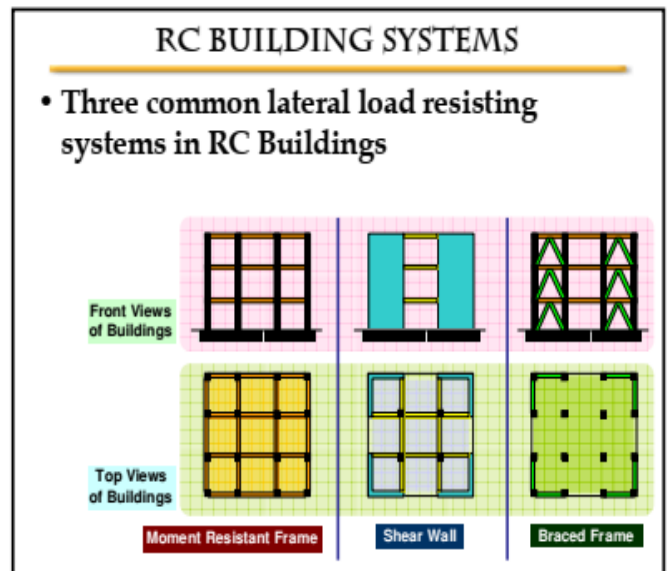 RC BUILDING SYSTEMS
• Three common lateral load resisting
systems in RC Buildings
Front Views
of Buildings
Top Views
of Buildings
Moment Resistant Frame
Shear Wall
Braced Frame